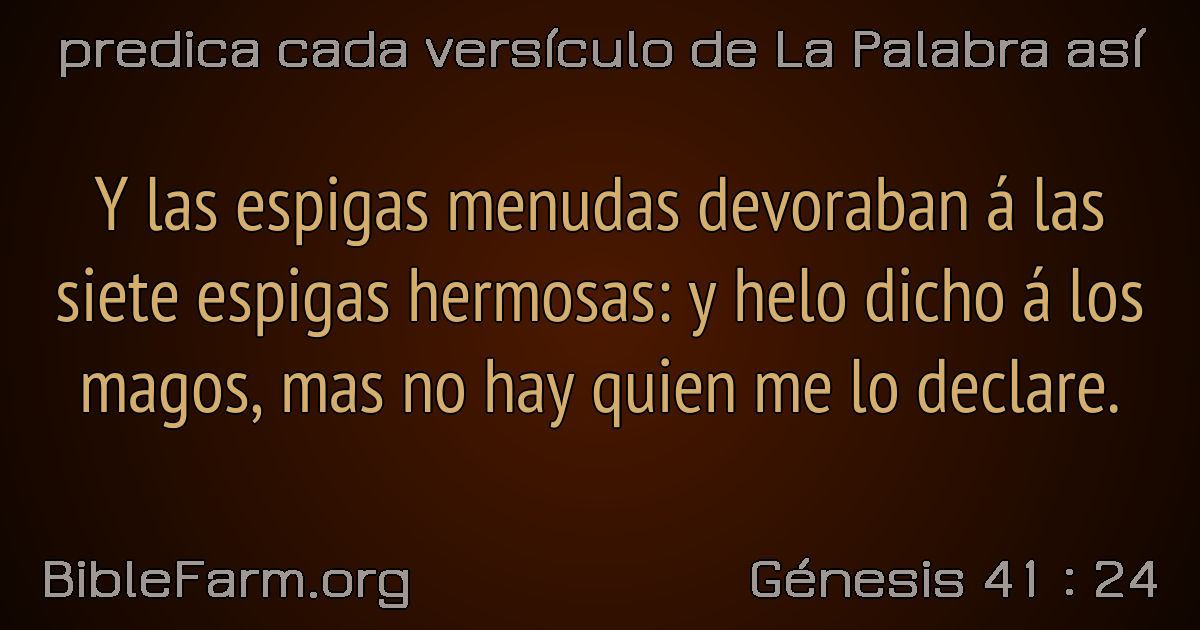 predica cada versículo de La Palabra así
Y las espigas menudas devoraban á las
siete espigas hermosas: y helo dicho á los
magos, mas no hay quien me lo declare.
BibleFarm.org
Génesis 41 : 24